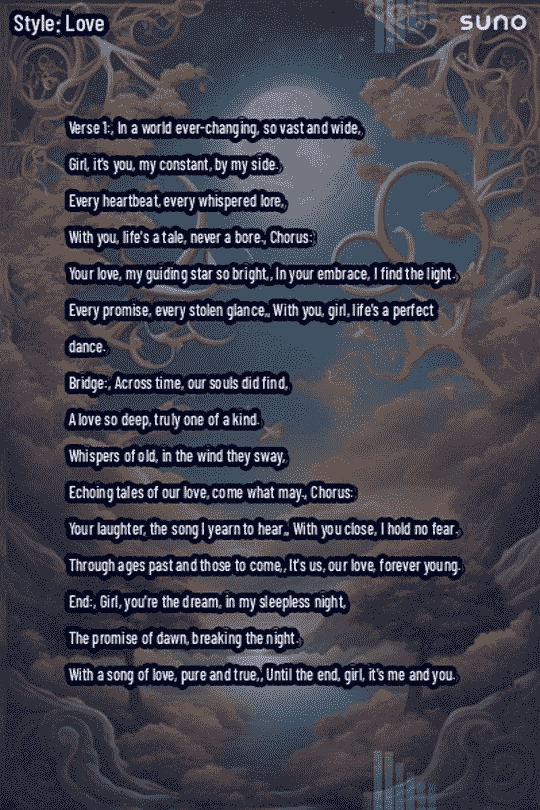 Style: Love
suno
Verse 1:, In a world ever-changing, so vast and wide,
Girl, it's you, my constant, by my side.
Every heartbeat, every whispered lore,
With you, life's a tale, never a bore., Chorus:
Your love, my guiding star so bright,, In your embrace, I find the light.
Every promise, every stolen glance,, With you, girl, life's a perfect
dance.
Bridge:, Across time, our souls did find,
A love so deep, truly one of a kind.
Whispers of old, in the wind they sway,
Echoing tales of our love, come what may., Chorus:
Your laughter, the song I yearn to hear,, With you close, I hold no fear.
Through ages past and those to come,, It's us, our love, forever young.
End:, Girl, you're the dream, in my sleepless night,
The promise of dawn, breaking the night.
With a song of love, pure and true,, Until the end, girl, it's me and you.